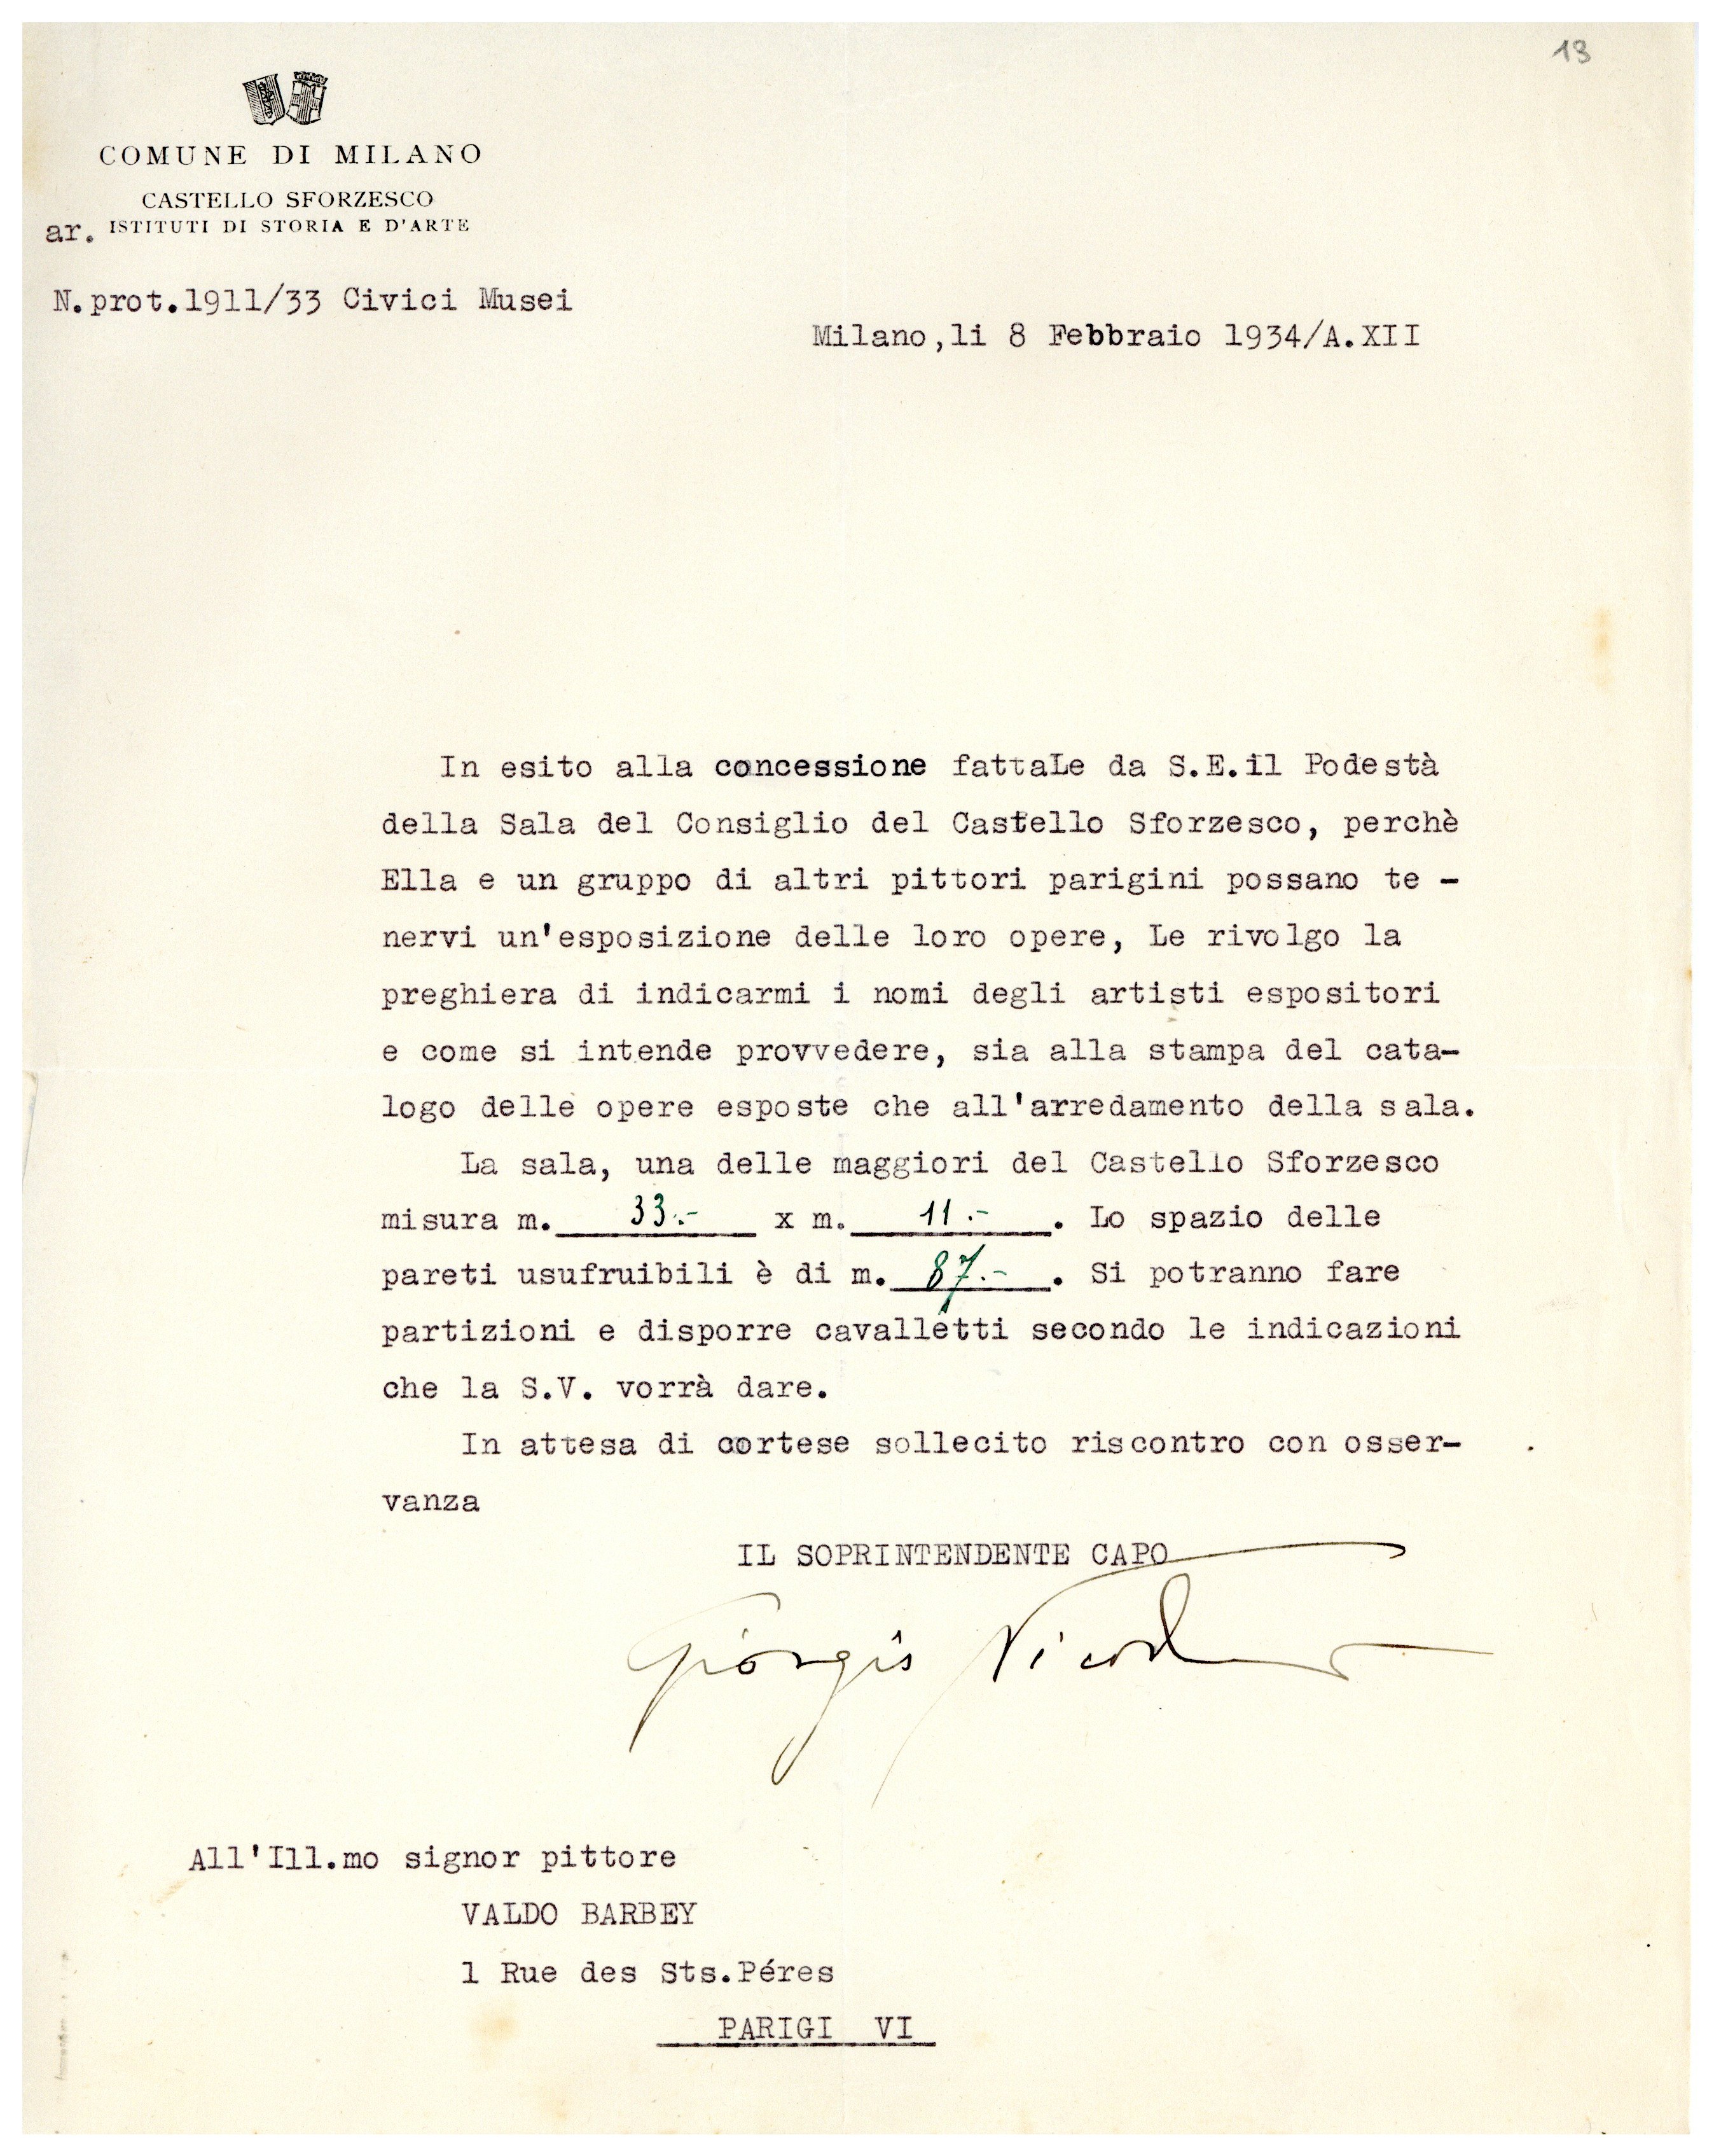 13
COMUNE DI MILANO
CASTELLO SFORZESCO
ar. ISTITUTI DI STORIA E D'ARTE
N.prot.1911/33 Civici Musei
Milano,li 8 Febbraio 1934/A.XII
In esito alla concessione fattaLe da S.E.il Podestà
della Sala del Consiglio del Castello Sforzesco, perchè
Ella e un gruppo di altri pittori parigini possano te -
nervi un'esposizione delle loro opere, Le rivolgo la
preghiera di indicarmi i nomi degli artisti espositori
e come si intende provvedere, sia alla stampa del cata-
logo delle opere esposte che all'arredamento della sala.
La sala, una delle maggiori del Castello Sforzesco
misura m. 33.- x m. 11.- . Lo spazio delle
pareti usufruibili è di m. 87.- . Si potranno fare
partizioni e disporre cavalletti secondo le indicazioni
che la S.V. vorrà dare.
In attesa di cortese sollecito riscontro con osser-
vanza
IL SOPRINTENDENTE CAPO
Giorgio
All'Ill.mo signor pittore
VALDO BARBEY
1 Rue des Sts.Péres
PARIGI VI